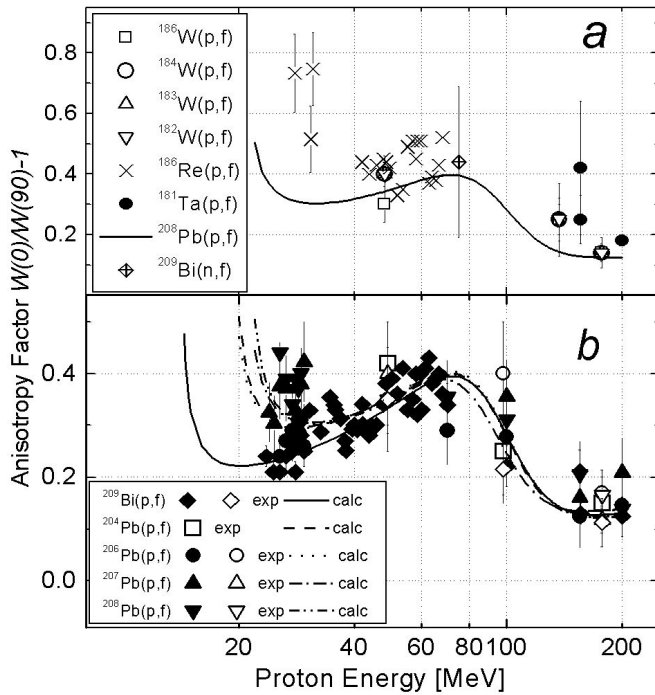 Anisotropy Factor W(0)/W(90)-1
0.8
0.6
0.4
0.2
a
¹⁸⁶W(p,f)
¹⁸⁴W(p,f)
¹⁸³W(p,f)
¹⁸²W(p,f)
¹⁸⁶Re(p,f)
¹⁸¹Ta(p,f)
²⁰⁸Pb(p,f)
²⁰⁹Bi(n,f)
b
0.4
0.2
0.0
²⁰⁹Bi(p,f) exp calc
²⁰⁴Pb(p,f) exp calc
²⁰⁶Pb(p,f) exp calc
²⁰⁷Pb(p,f) exp calc
²⁰⁸Pb(p,f) exp calc
20 40 60 80 100 200
Proton Energy [MeV]